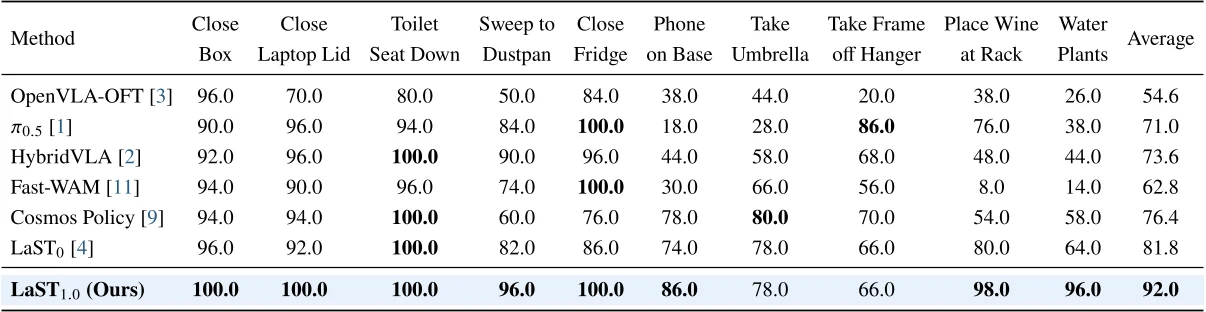 Method Close Box Close Laptop Lid Toilet Seat Down Sweep to Dustpan Close Fridge Phone on Base Take Umbrella Take Frame off Hanger Place Wine at Rack Water Plants Average
OpenVLA-OFT [3] 96.0 70.0 80.0 50.0 84.0 38.0 44.0 20.0 38.0 26.0 54.6
π0.5 [1] 90.0 96.0 94.0 84.0 100.0 18.0 28.0 86.0 76.0 38.0 71.0
HybridVLA [2] 92.0 96.0 100.0 90.0 96.0 44.0 58.0 68.0 48.0 44.0 73.6
Fast-WAM [11] 94.0 90.0 96.0 74.0 100.0 30.0 66.0 56.0 8.0 14.0 62.8
Cosmos Policy [9] 94.0 94.0 100.0 60.0 76.0 78.0 80.0 70.0 54.0 58.0 76.4
LaST0 [4] 96.0 92.0 100.0 82.0 86.0 74.0 78.0 66.0 80.0 64.0 81.8
LaST1.0 (Ours) 100.0 100.0 100.0 96.0 100.0 86.0 78.0 66.0 98.0 96.0 92.0